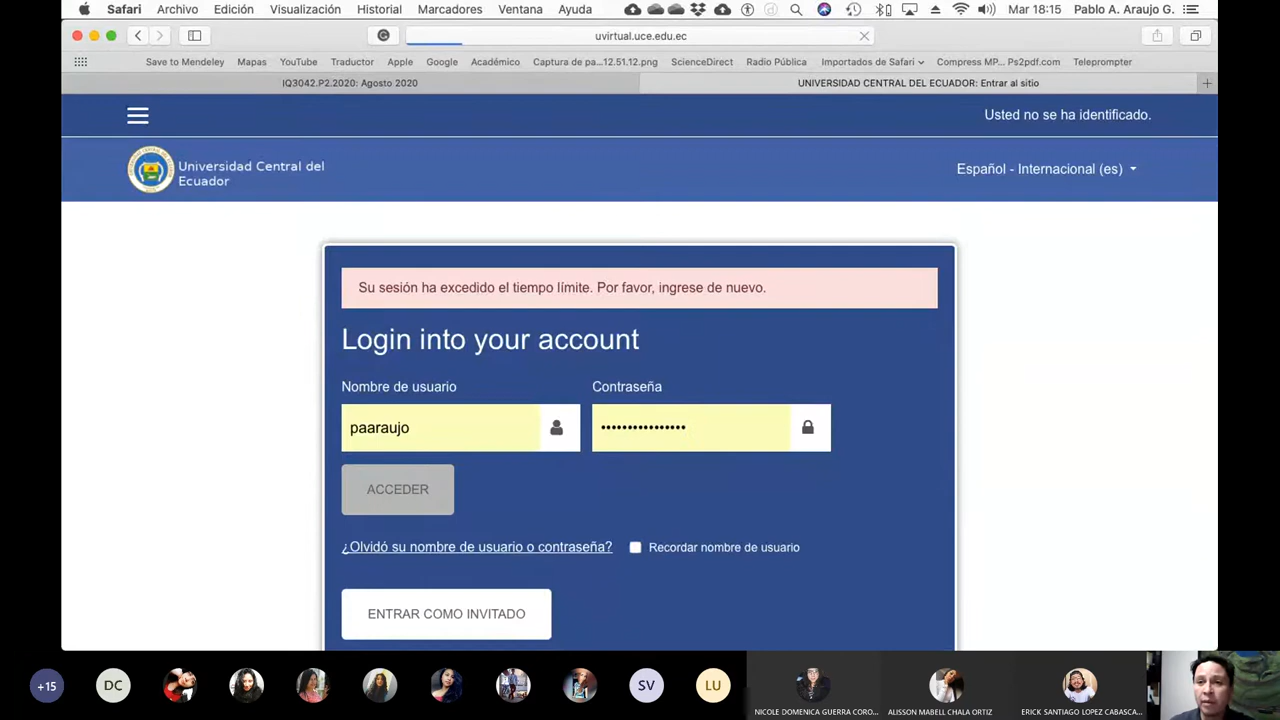 Safari Archivo Edición Visualización Historial Marcadores Ventana Ayuda Mar 18:15 Pablo A. Araujo G.
uvirtual.uce.edu.ec
Save to Mendeley Mapas YouTube Traductor Apple Google Académico Captura de pa...12.51.12.png ScienceDirect Radio Pública Importados de Safari Compress MP... Ps2pdf.com Teleprompter
IQ3042.P2.2020: Agosto 2020 UNIVERSIDAD CENTRAL DEL ECUADOR: Entrar al sitio
Usted no se ha identificado.
Universidad Central del
Ecuador
Español - Internacional (es)
Su sesión ha excedido el tiempo límite. Por favor, ingrese de nuevo.
Login into your account
Nombre de usuario Contraseña
paaraujo ••••••••••••••••
ACCEDER
¿Olvidó su nombre de usuario o contraseña? Recordar nombre de usuario
ENTRAR COMO INVITADO
+15 DC SV LU
NICOLE DOMENICA GUERRA CORO... ALISSON MABELL CHALA ORTIZ ERICK SANTIAGO LOPEZ CABASCA...